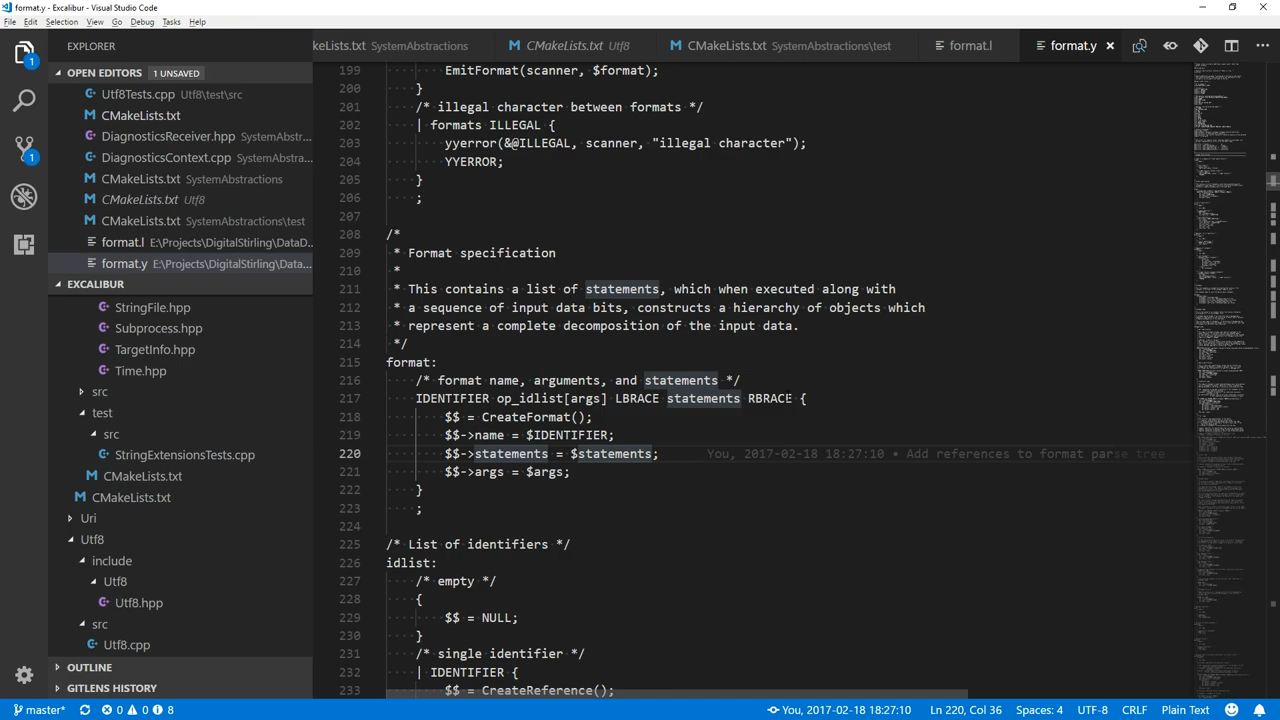 format.y - Excalibur - Visual Studio Code
File Edit Selection View Go Debug Tasks Help
EXPLORER
OPEN EDITORS 1 UNSAVED
Utf8Tests.cpp Utf8\test\src
CMakeLists.txt
DiagnosticsReceiver.hpp SystemAbstr...
DiagnosticsContext.cpp SystemAbstra...
CMakeLists.txt SystemAbstractions
CMakeLists.txt Utf8
CMakeLists.txt SystemAbstractions\test
format.l E:\Projects\DigitalStirling\DataD...
format.y E:\Projects\DigitalStirling\Data...
EXCALIBUR
StringFile.hpp
Subprocess.hpp
TargetInfo.hpp
Time.hpp
src
test
src
StringExtensionsTests.cpp
CMakeLists.txt
CMakeLists.txt
Uri
Utf8
include
Utf8
Utf8.hpp
src
Utf8.cpp
OUTLINE
GITLENS HISTORY
keLists.txt SystemAbstractions
CMakeLists.txt Utf8
CMakeLists.txt SystemAbstractions\test
format.l
format.y
199 EmitFormat(scanner, $format);
200 }
201 /* illegal character between formats */
202 | formats ILLEGAL {
203 yyerror(&@ILLEGAL, scanner, "illegal character");
204 YYERROR;
205 }
206 ;
207
208 /*
209 * Format specification
210 *
211 * This contains a list of statements, which when executed along with
212 * a sequence of input data bits, constructs a hierarchy of objects which
213 * represent a complete decomposition of the input data.
214 */
215 format:
216 /* format name, arguments, and statements */
217 IDENTIFIER optidlist[args] LBRACE statements RBRACE {
218 $$ = CreateFormat();
219 $$->name = $IDENTIFIER;
220 $$->statements = $statements; You, 2017-02-18 18:27:10 • Add references to format parse tree
221 $$->args = $args;
222 }
223 ;
224
225 /* List of identifiers */
226 idlist:
227 /* empty */
228 {
229 $$ = NULL;
230 }
231 /* single identifier */
232 | IDENTIFIER {
233 $$ = CreateReference();
master* 0 0 8
You, 2017-02-18 18:27:10 Ln 220, Col 36 Spaces: 4 UTF-8 CRLF Plain Text